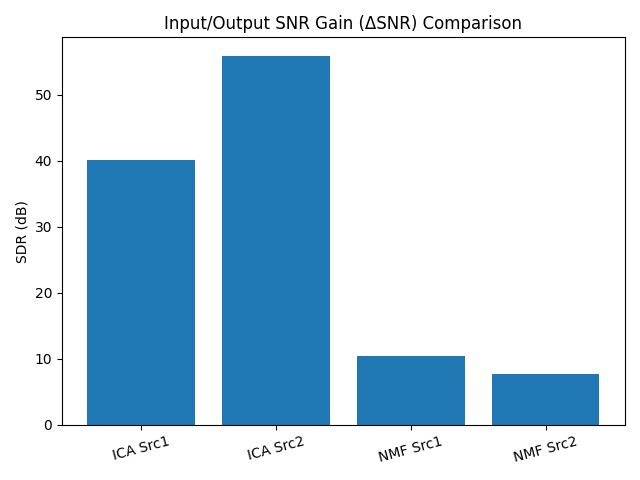 Input/Output SNR Gain (ΔSNR) Comparison
SDR (dB)
50
40
30
20
10
0
ICA Src1
ICA Src2
NMF Src1
NMF Src2